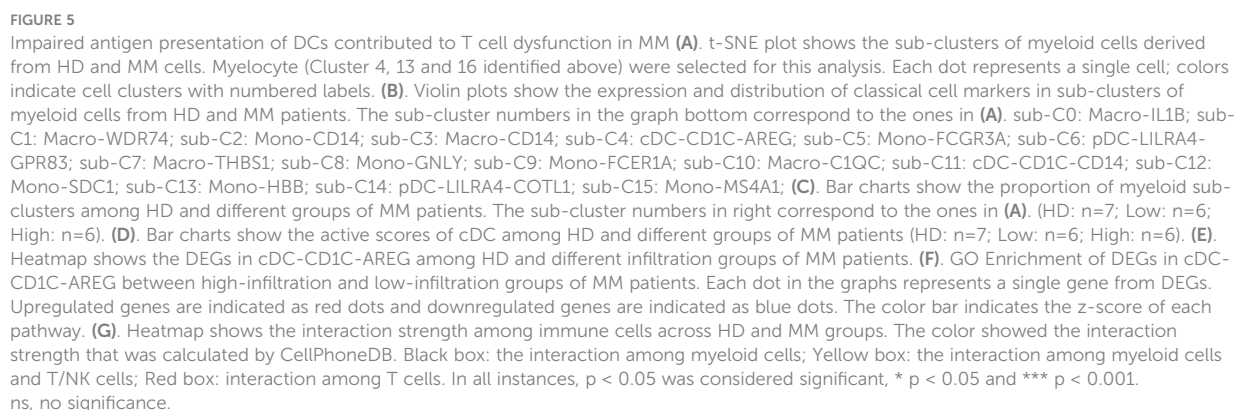 FIGURE 5
Impaired antigen presentation of DCs contributed to T cell dysfunction in MM (A). t-SNE plot shows the sub-clusters of myeloid cells derived
from HD and MM cells. Myelocyte (Cluster 4, 13 and 16 identified above) were selected for this analysis. Each dot represents a single cell; colors
indicate cell clusters with numbered labels. (B). Violin plots show the expression and distribution of classical cell markers in sub-clusters of
myeloid cells from HD and MM patients. The sub-cluster numbers in the graph bottom correspond to the ones in (A). sub-C0: Macro-IL1B; sub-
C1: Macro-WDR74; sub-C2: Mono-CD14; sub-C3: Macro-CD14; sub-C4: cDC-CD1C-AREG; sub-C5: Mono-FCGR3A; sub-C6: pDC-LILRA4-
GPR83; sub-C7: Macro-THBS1; sub-C8: Mono-GNLY; sub-C9: Mono-FCER1A; sub-C10: Macro-C1QC; sub-C11: cDC-CD1C-CD14; sub-C12:
Mono-SDC1; sub-C13: Mono-HBB; sub-C14: pDC-LILRA4-COTL1; sub-C15: Mono-MS4A1; (C). Bar charts show the proportion of myeloid sub-
clusters among HD and different groups of MM patients. The sub-cluster numbers in right correspond to the ones in (A). (HD: n=7; Low: n=6;
High: n=6). (D). Bar charts show the active scores of cDC among HD and different groups of MM patients (HD: n=7; Low: n=6; High: n=6). (E).
Heatmap shows the DEGs in cDC-CD1C-AREG among HD and different infiltration groups of MM patients. (F). GO Enrichment of DEGs in cDC-
CD1C-AREG between high-infiltration and low-infiltration groups of MM patients. Each dot in the graphs represents a single gene from DEGs.
Upregulated genes are indicated as red dots and downregulated genes are indicated as blue dots. The color bar indicates the z-score of each
pathway. (G). Heatmap shows the interaction strength among immune cells across HD and MM groups. The color showed the interaction
strength that was calculated by CellPhoneDB. Black box: the interaction among myeloid cells; Yellow box: the interaction among myeloid cells
and T/NK cells; Red box: interaction among T cells. In all instances, p < 0.05 was considered significant, * p < 0.05 and *** p < 0.001.
ns, no significance.